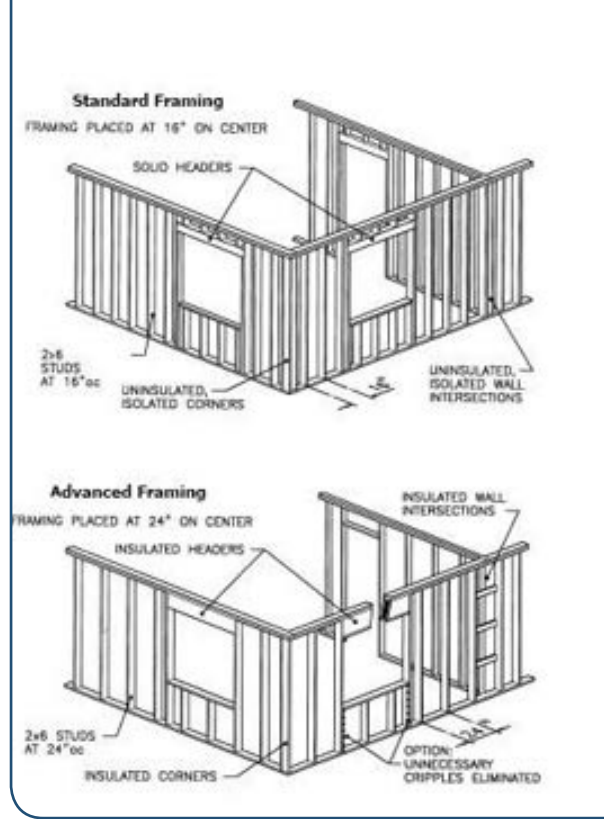 Standard Framing
FRAMING PLACED AT 16" ON CENTER
SOLID HEADERS
2x6
STUDS
AT 16"oc
UNINSULATED,
ISOLATED CORNERS
16"
UNINSULATED,
ISOLATED WALL
INTERSECTIONS
Advanced Framing
FRAMING PLACED AT 24" ON CENTER
INSULATED HEADERS
INSULATED WALL
INTERSECTIONS
2x6 STUDS
AT 24"oc
INSULATED CORNERS
24"
OPTION:
UNNECESSARY
CRIPPLES ELIMINATED